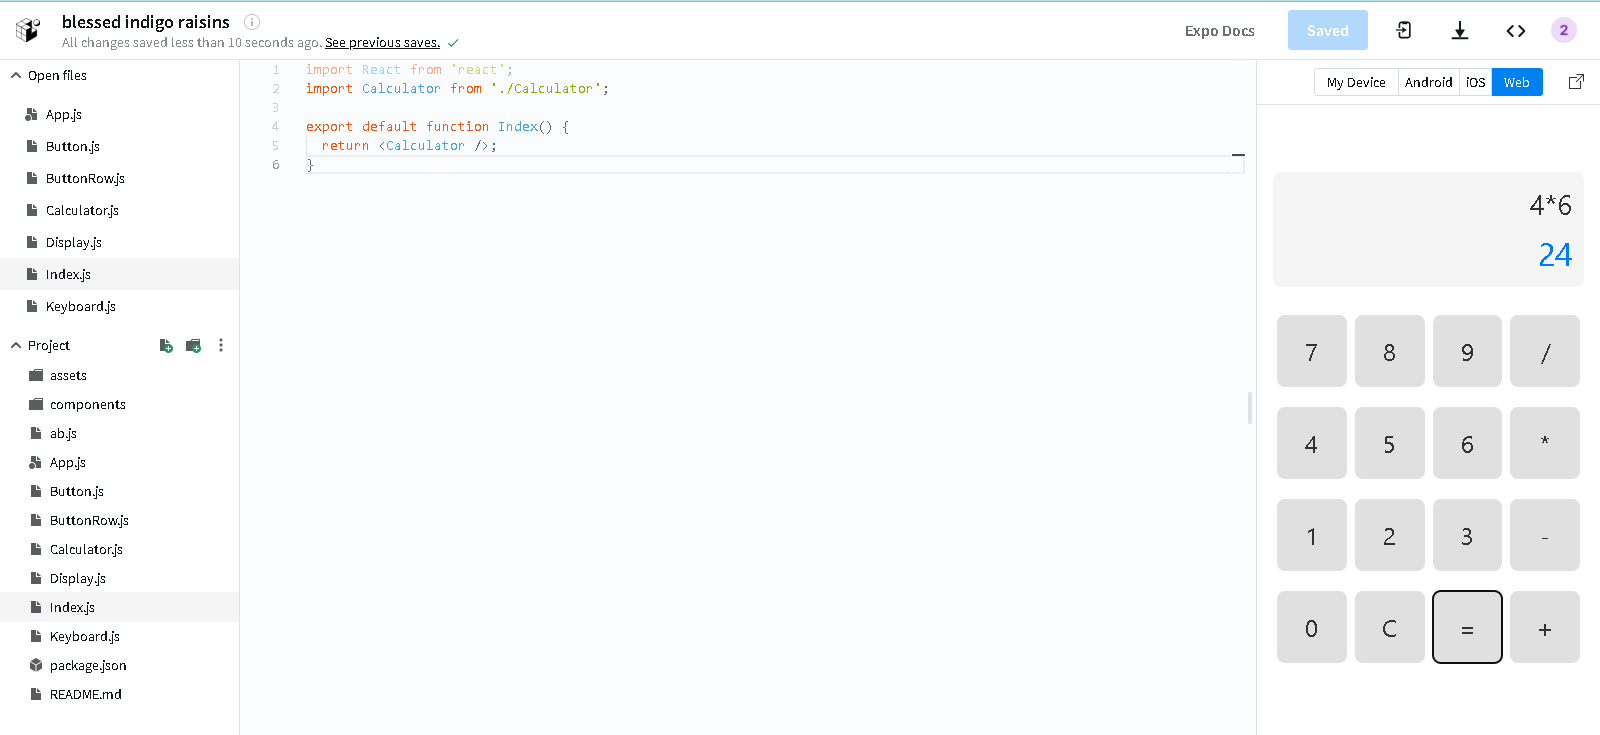 blessed indigo raisins
All changes saved less than 10 seconds ago. See previous saves.
Expo Docs
Saved
2
Open files
App.js
Button.js
ButtonRow.js
Calculator.js
Display.js
Index.js
Keyboard.js
Project
assets
components
ab.js
App.js
Button.js
ButtonRow.js
Calculator.js
Display.js
Index.js
Keyboard.js
package.json
README.md
1 import React from 'react';
2 import Calculator from './Calculator';
3
4 export default function Index() {
5 return <Calculator />;
6 }
My Device Android iOS Web
4*6
24
7 8 9 /
4 5 6 *
1 2 3 -
0 C = +